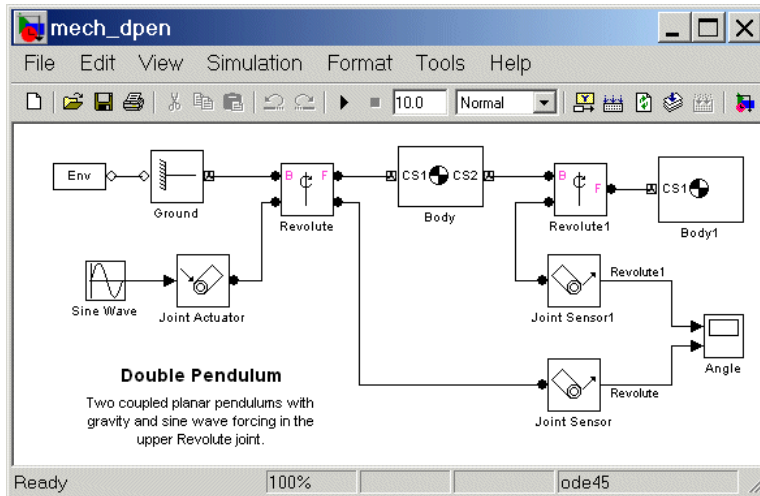 mech_dpen
File Edit View Simulation Format Tools Help
10.0 Normal
Env
Ground
B F
Revolute
CS1 CS2
Body
B F
Revolute1
CS1
Body1
Sine Wave
Joint Actuator
Joint Sensor1
Revolute1
Angle
Joint Sensor
Revolute
Double Pendulum
Two coupled planar pendulums with
gravity and sine wave forcing in the
upper Revolute joint.
Ready 100% ode45